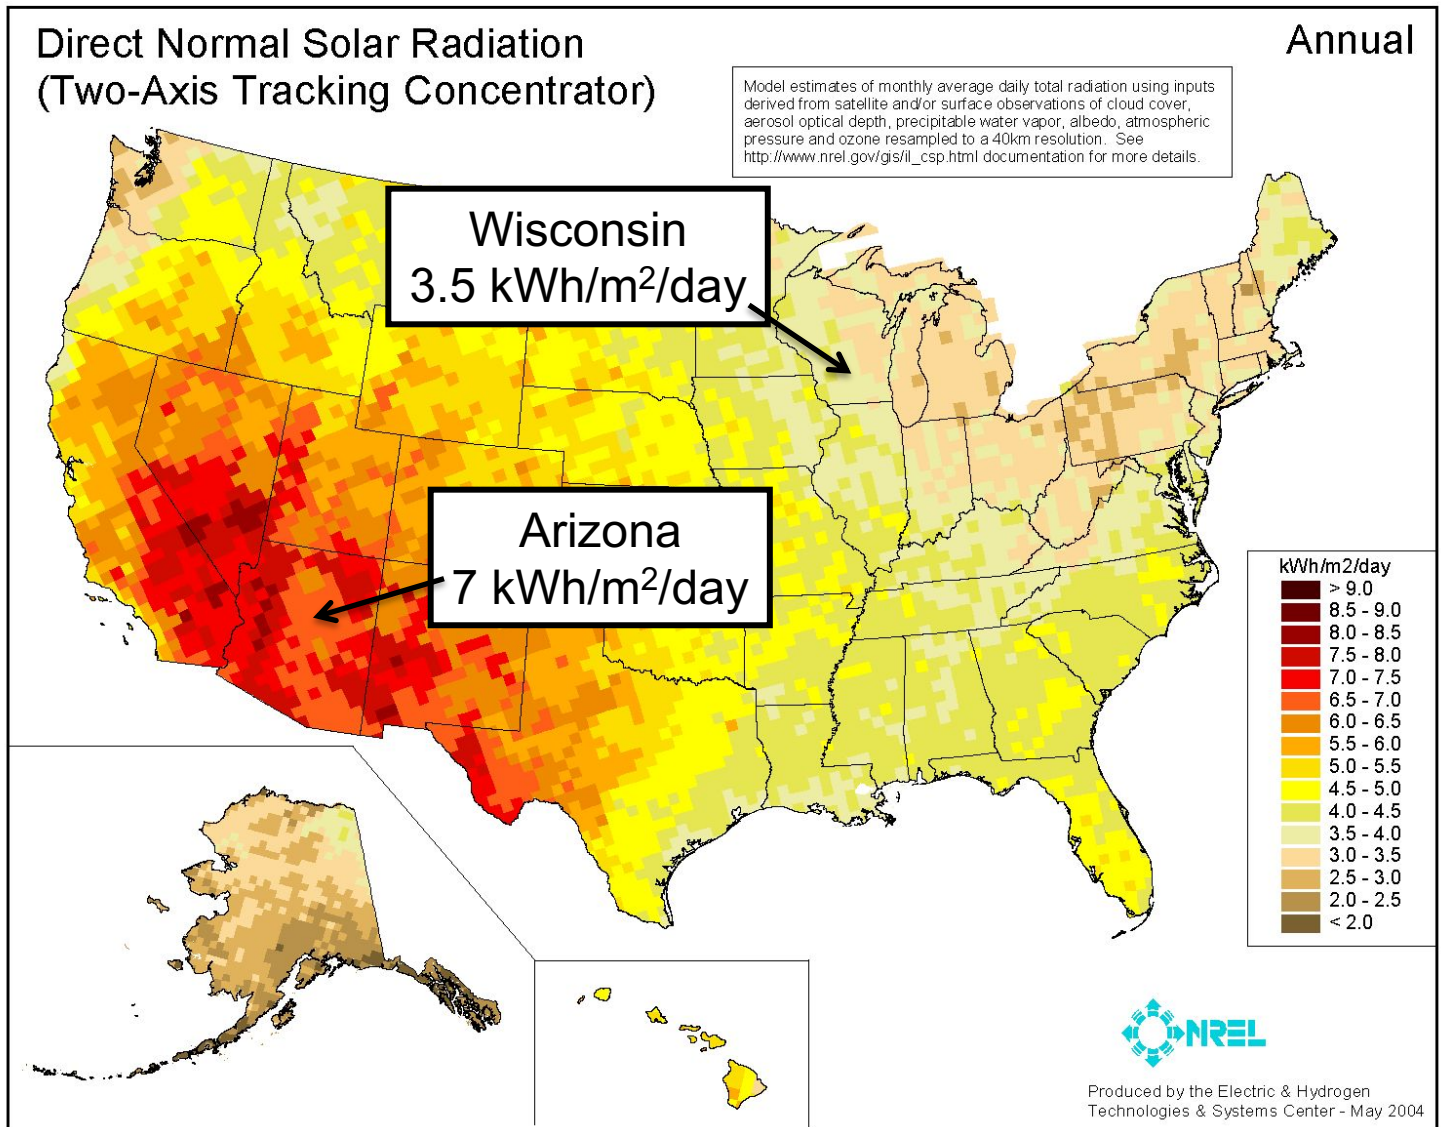 Direct Normal Solar Radiation
(Two-Axis Tracking Concentrator)
Annual
Model estimates of monthly average daily total radiation using inputs
derived from satellite and/or surface observations of cloud cover,
aerosol optical depth, precipitable water vapor, albedo, atmospheric
pressure and ozone resampled to a 40km resolution. See
http://www.nrel.gov/gis/il_csp.html documentation for more details.
Wisconsin
3.5 kWh/m²/day
Arizona
7 kWh/m²/day
kWh/m2/day
> 9.0
8.5 - 9.0
8.0 - 8.5
7.5 - 8.0
7.0 - 7.5
6.5 - 7.0
6.0 - 6.5
5.5 - 6.0
5.0 - 5.5
4.5 - 5.0
4.0 - 4.5
3.5 - 4.0
3.0 - 3.5
2.5 - 3.0
2.0 - 2.5
< 2.0
NREL
Produced by the Electric & Hydrogen
Technologies & Systems Center - May 2004